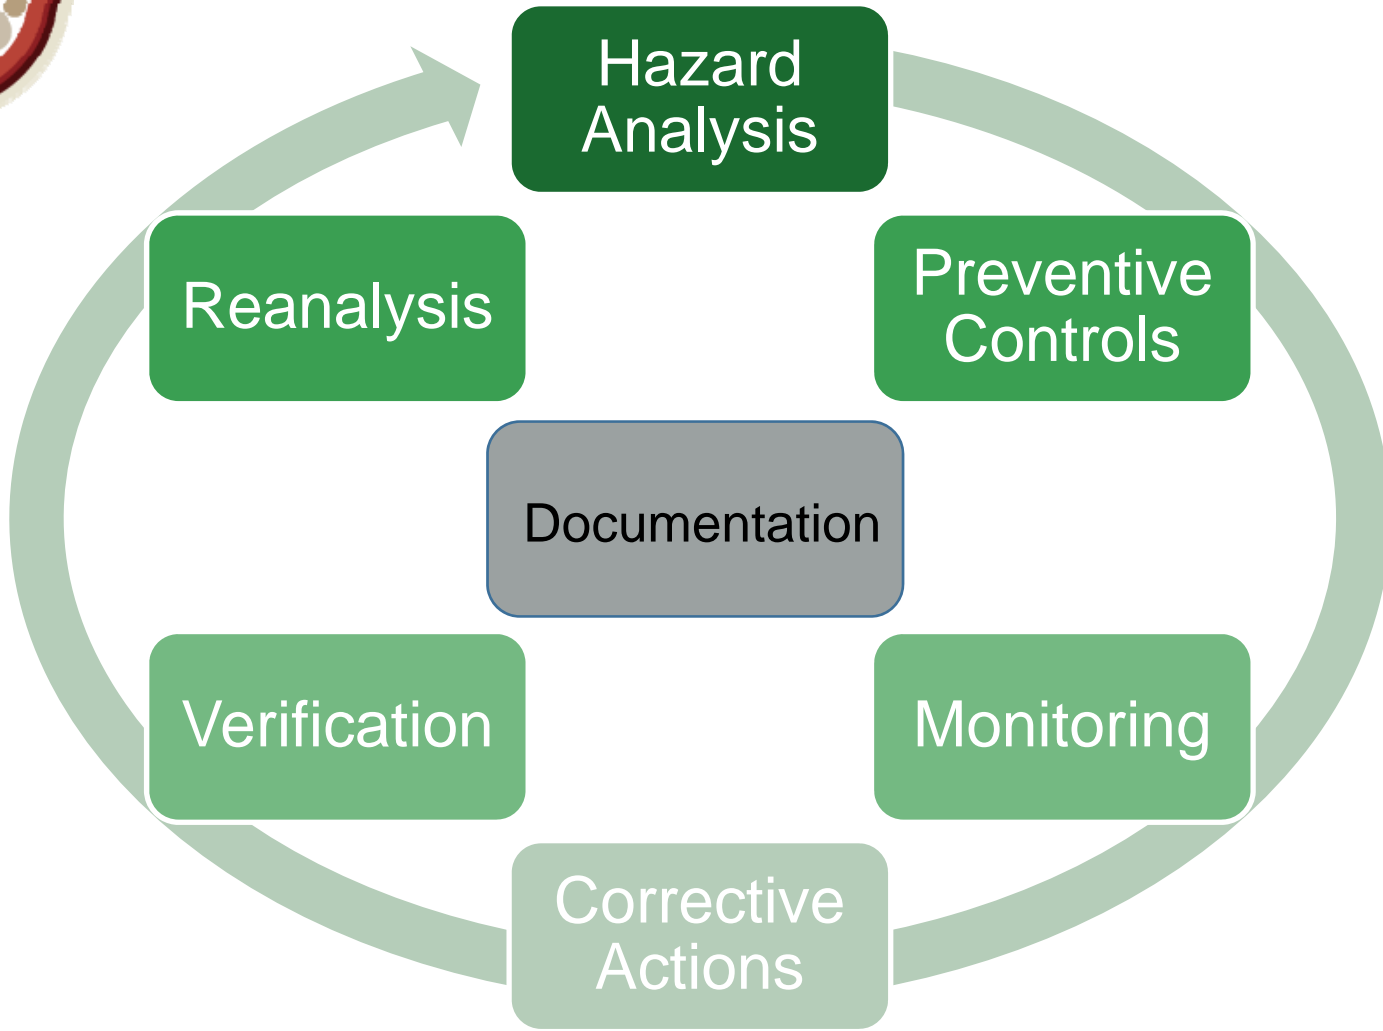 Hazard
Analysis
Preventive
Controls
Monitoring
Corrective
Actions
Verification
Reanalysis
Documentation